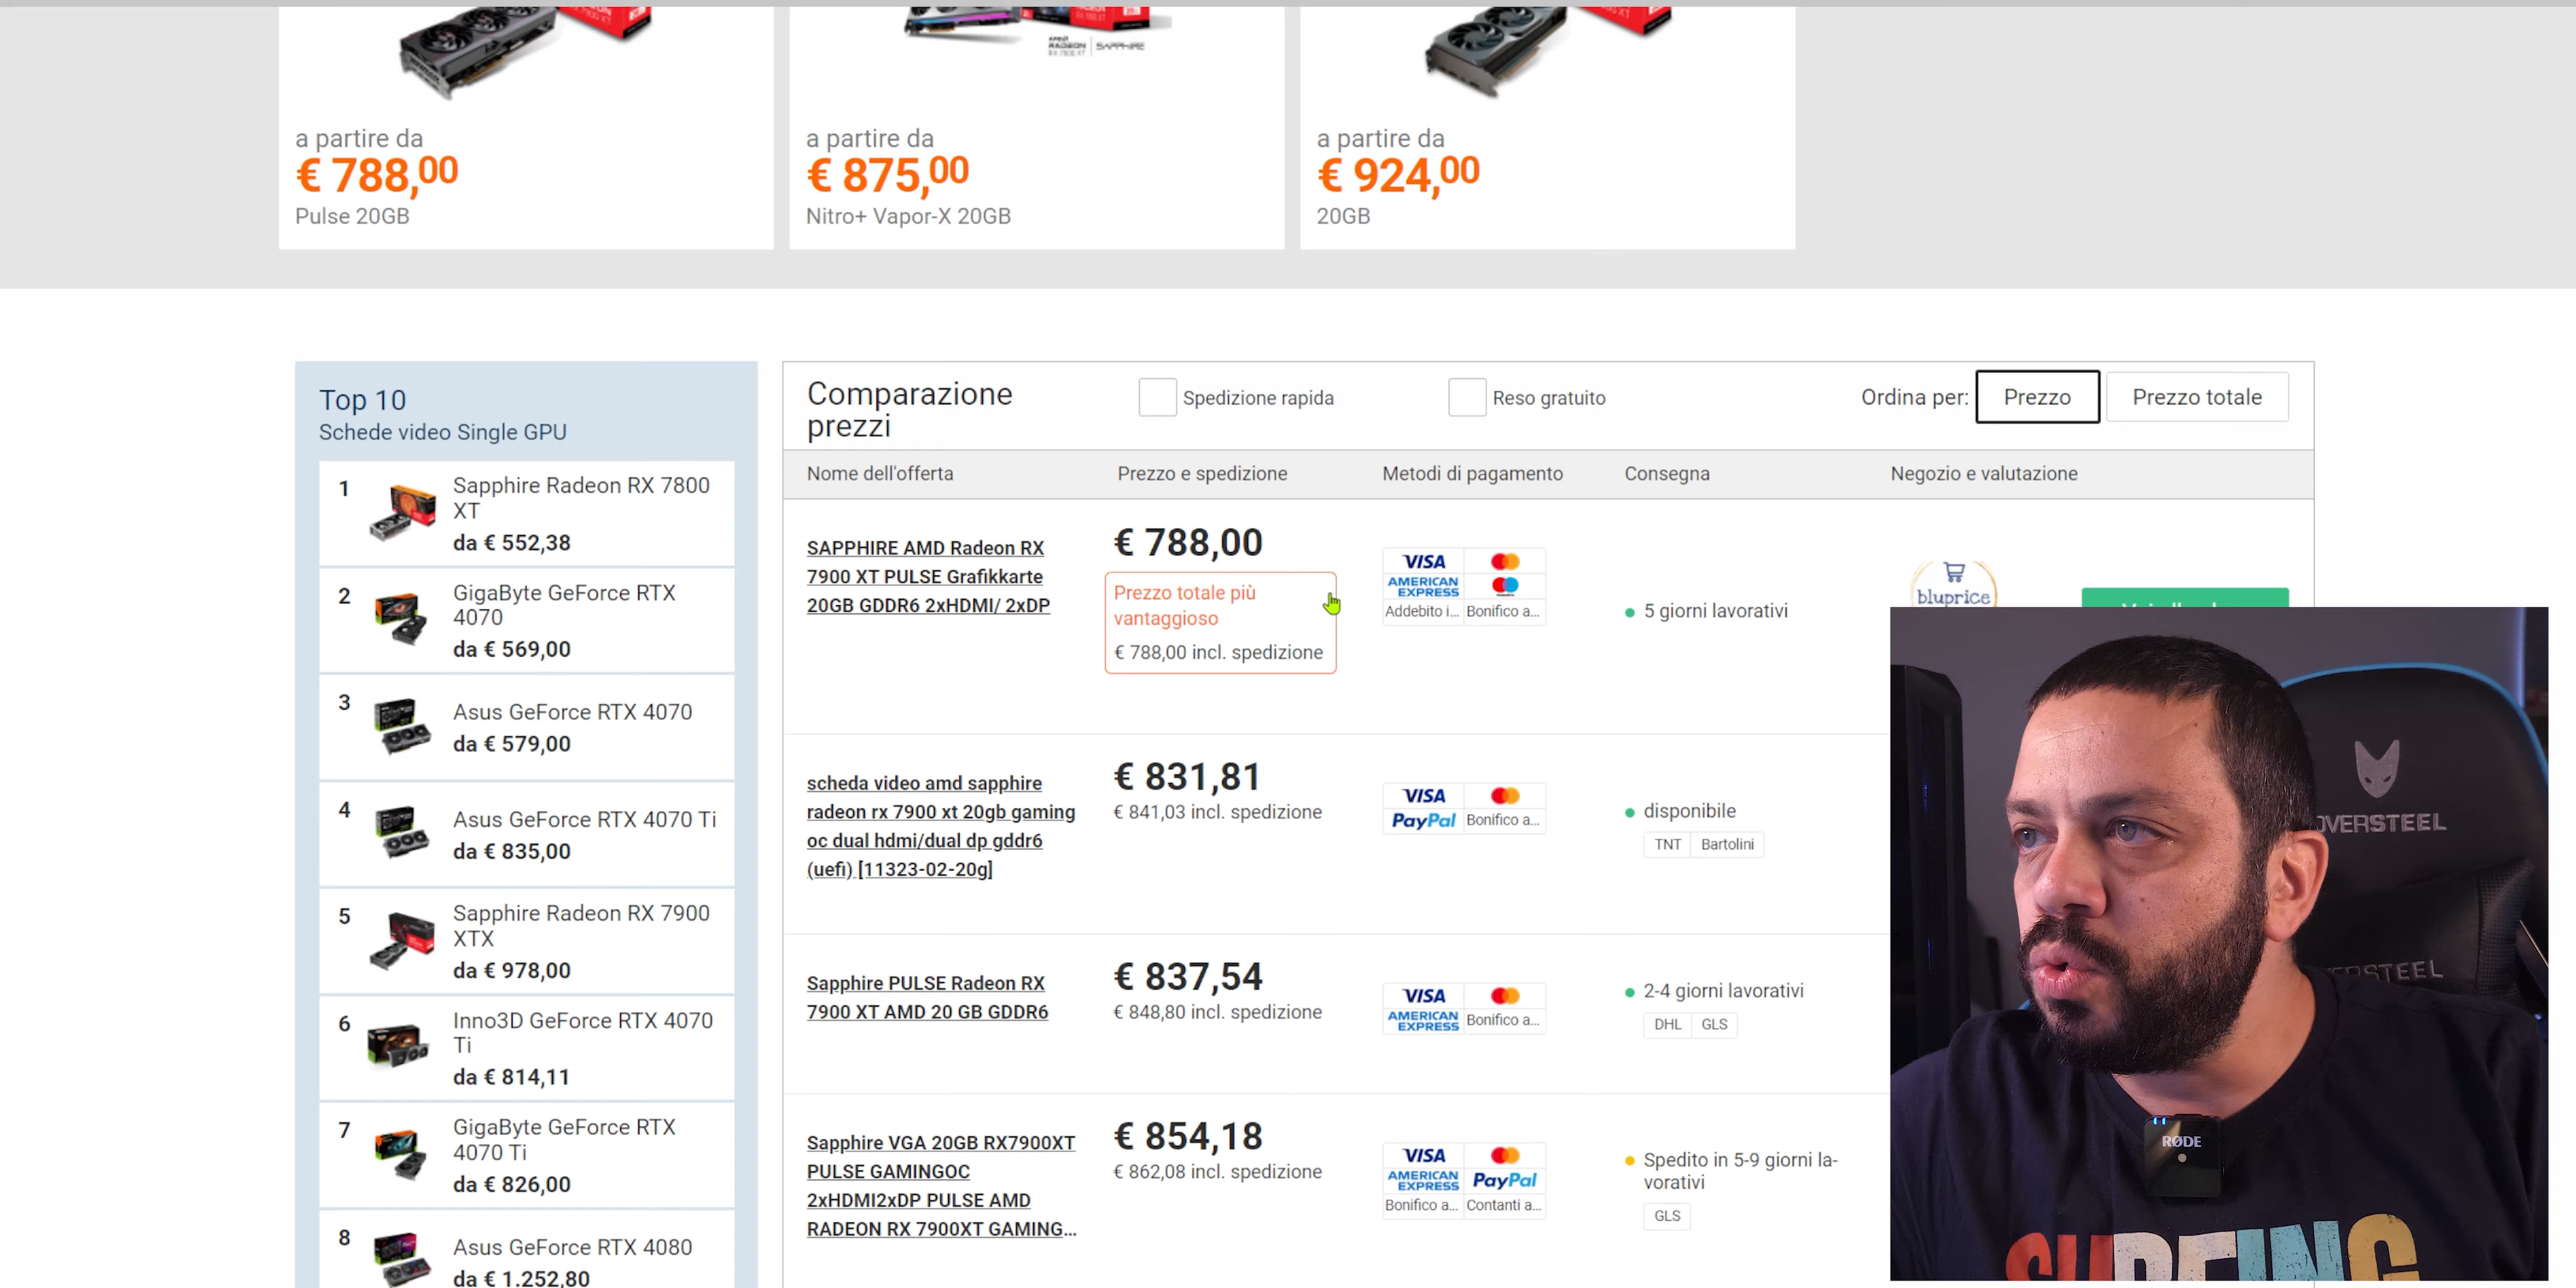 AMD RADEON RX 7900 XT | SAPPHIRE
a partire da
€ 788,00
Pulse 20GB
a partire da
€ 875,00
Nitro+ Vapor-X 20GB
a partire da
€ 924,00
20GB
Top 10
Schede video Single GPU
1
Sapphire Radeon RX 7800
XT
da € 552,38
2
GigaByte GeForce RTX
4070
da € 569,00
3
Asus GeForce RTX 4070
da € 579,00
4
Asus GeForce RTX 4070 Ti
da € 835,00
5
Sapphire Radeon RX 7900
XTX
da € 978,00
6
Inno3D GeForce RTX 4070
Ti
da € 814,11
7
GigaByte GeForce RTX
4070 Ti
da € 826,00
8
Asus GeForce RTX 4080
da € 1.252,80
Comparazione
prezzi
Spedizione rapida
Reso gratuito
Ordina per: Prezzo Prezzo totale
Nome dell'offerta Prezzo e spedizione Metodi di pagamento Consegna Negozio e valutazione
SAPPHIRE AMD Radeon RX
7900 XT PULSE Grafikkarte
20GB GDDR6 2xHDMI/ 2xDP
€ 788,00
Prezzo totale più
vantaggioso
€ 788,00 incl. spedizione
VISA
AMERICAN EXPRESS
Addebito i... Bonifico a...
5 giorni lavorativi
bluprice
scheda video amd sapphire
radeon rx 7900 xt 20gb gaming
oc dual hdmi/dual dp gddr6
(uefi) [11323-02-20g]
€ 831,81
€ 841,03 incl. spedizione
VISA
PayPal Bonifico a...
disponibile
TNT Bartolini
Sapphire PULSE Radeon RX
7900 XT AMD 20 GB GDDR6
€ 837,54
€ 848,80 incl. spedizione
VISA
AMERICAN EXPRESS Bonifico a...
2-4 giorni lavorativi
DHL GLS
Sapphire VGA 20GB RX7900XT
PULSE GAMINGOC
2xHDMI2xDP PULSE AMD
RADEON RX 7900XT GAMING...
€ 854,18
€ 862,08 incl. spedizione
VISA
AMERICAN EXPRESS PayPal
Bonifico a... Contanti a...
Spedito in 5-9 giorni la-
vorativi
GLS
OVERSTEEL
RØDE
SURFING